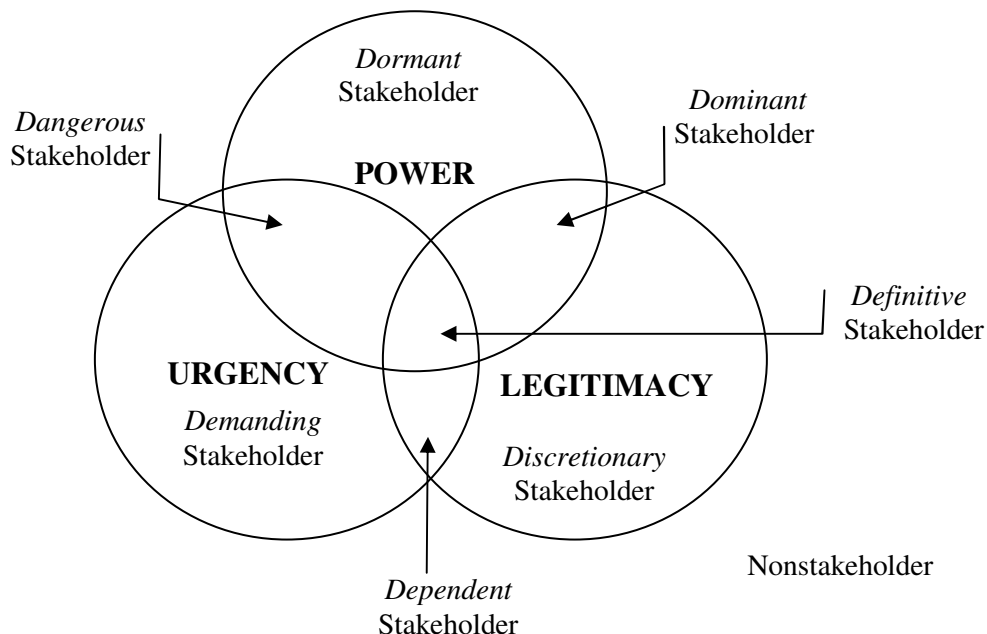 Dormant
Stakeholder
Dangerous
Stakeholder
Dominant
Stakeholder
POWER
Definitive
Stakeholder
URGENCY
Demanding
Stakeholder
LEGITIMACY
Discretionary
Stakeholder
Nonstakeholder
Dependent
Stakeholder